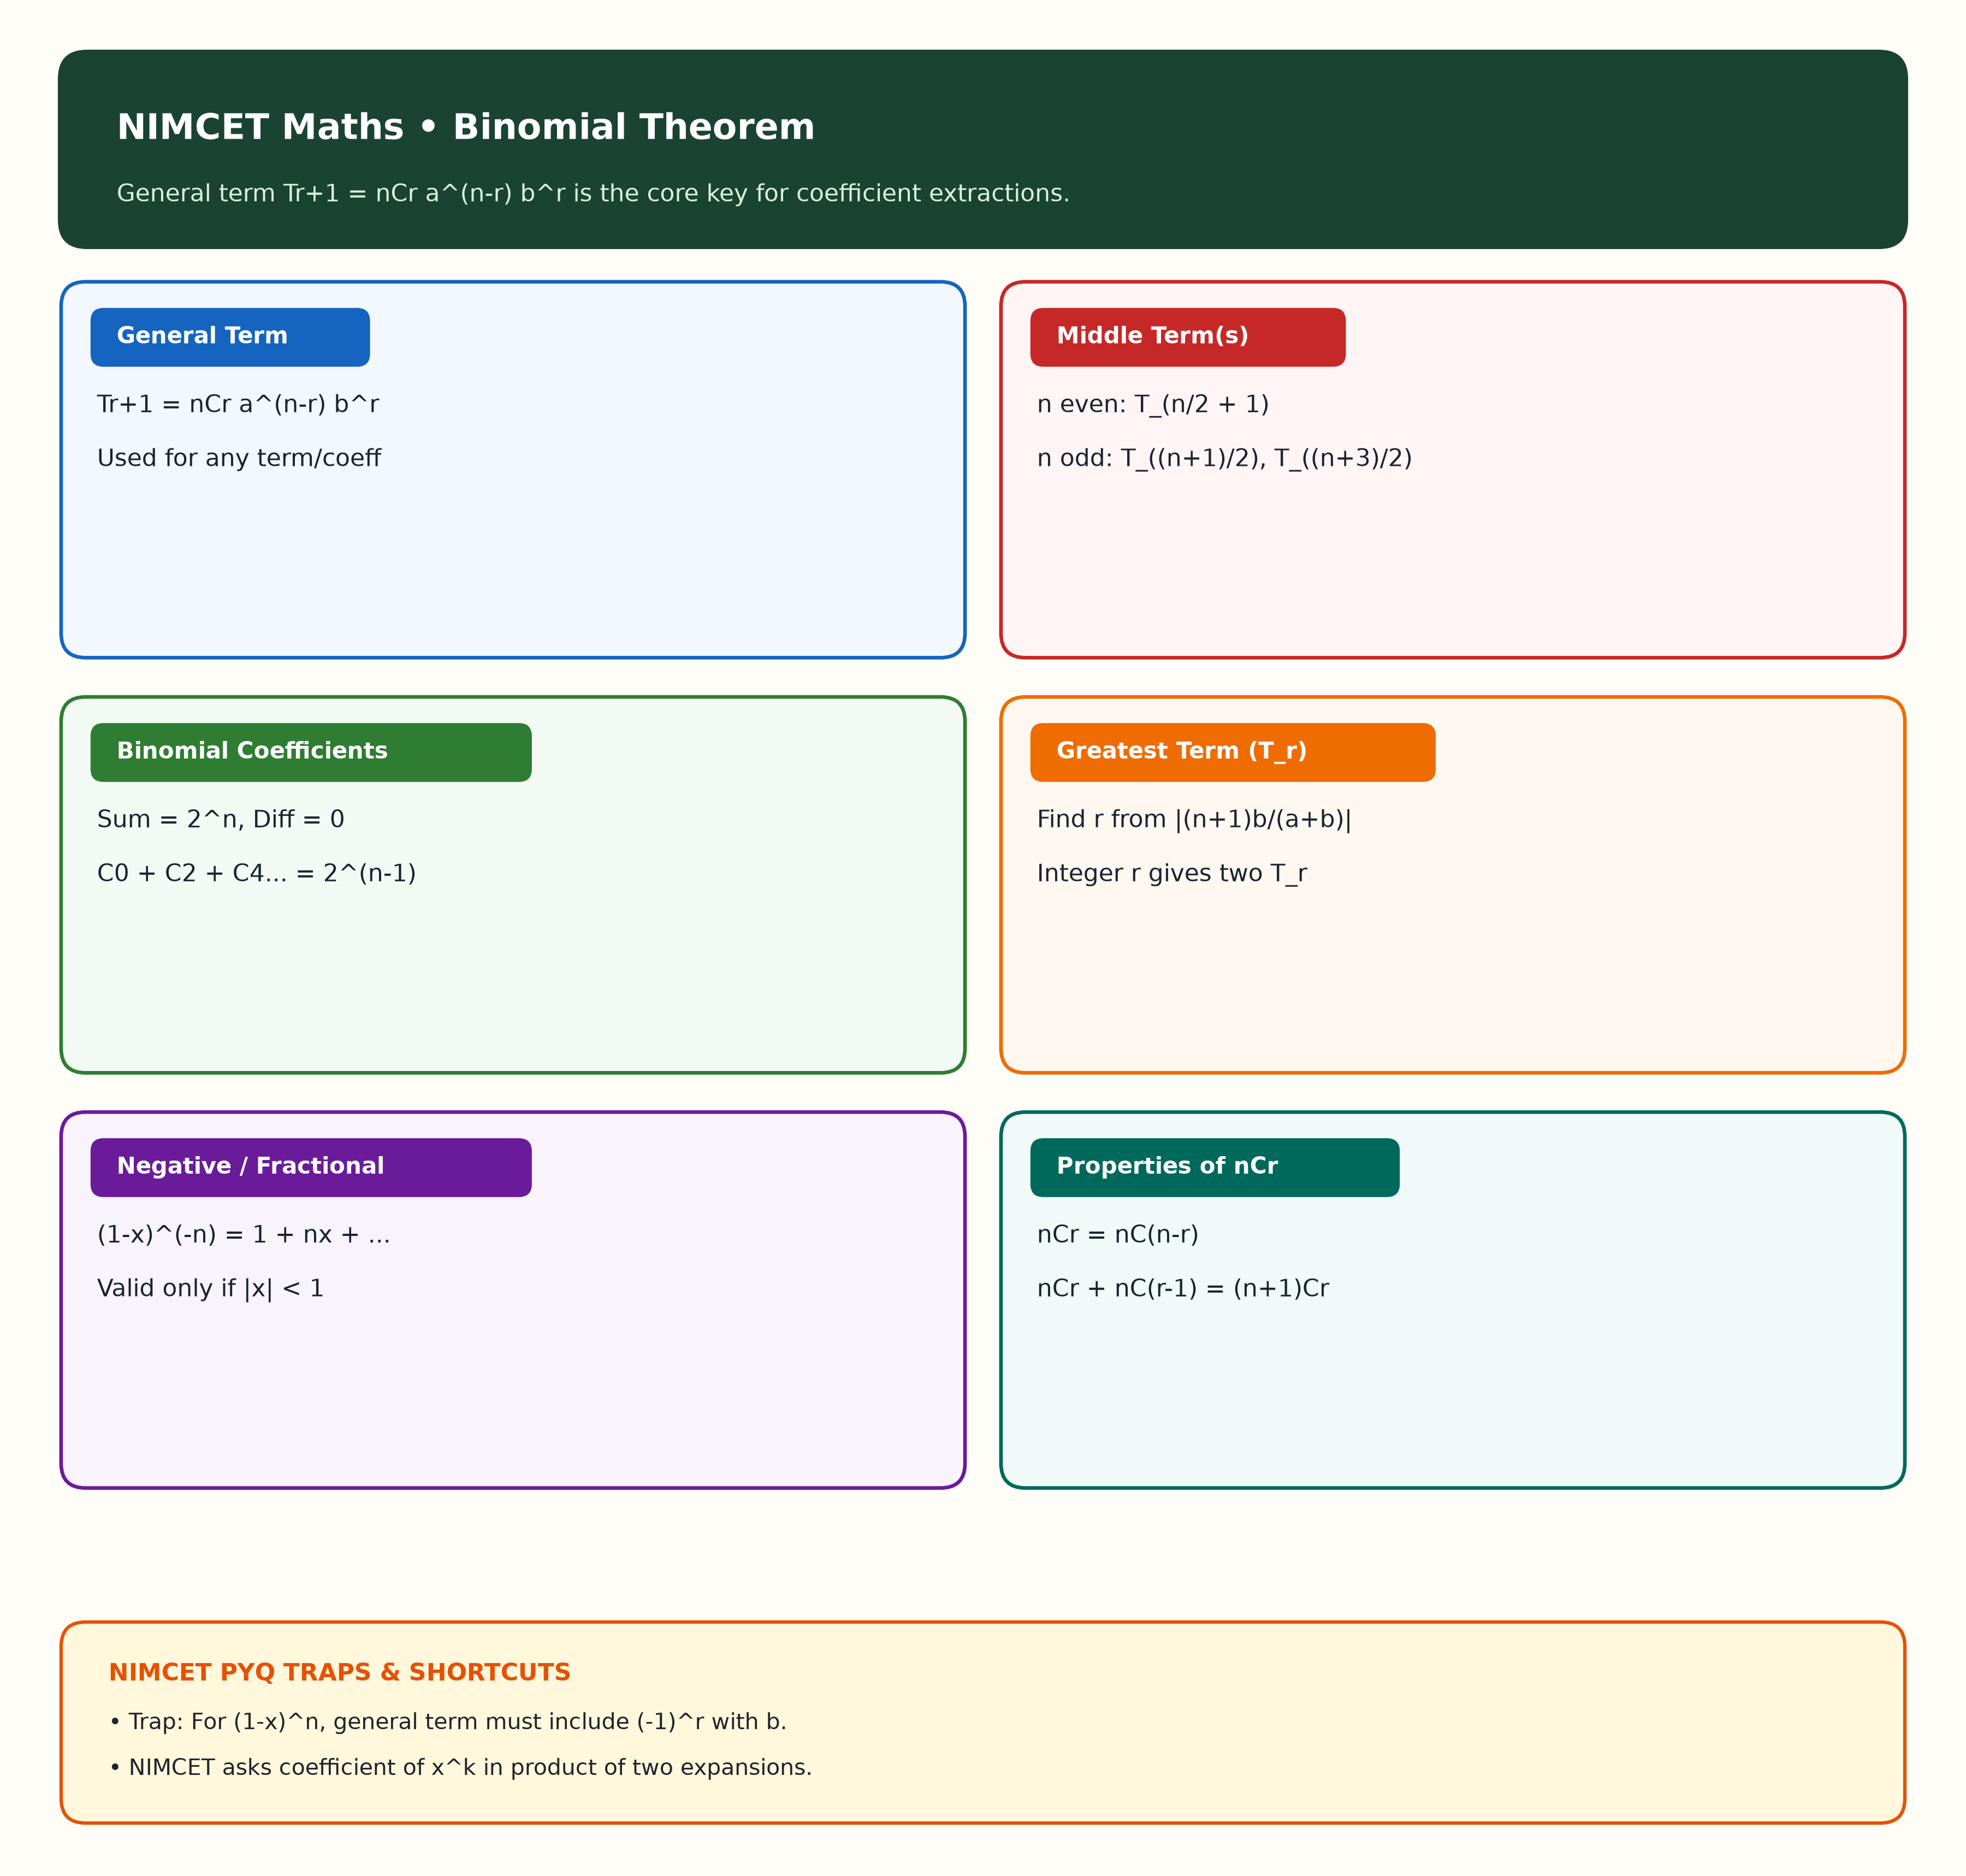 NIMCET Maths • Binomial Theorem
General term Tr+1 = nCr a^(n-r) b^r is the core key for coefficient extractions.
General Term
Tr+1 = nCr a^(n-r) b^r
Used for any term/coeff
Middle Term(s)
n even: T_(n/2 + 1)
n odd: T_((n+1)/2), T_((n+3)/2)
Binomial Coefficients
Sum = 2^n, Diff = 0
C0 + C2 + C4... = 2^(n-1)
Greatest Term (T_r)
Find r from |(n+1)b/(a+b)|
Integer r gives two T_r
Negative / Fractional
(1-x)^(-n) = 1 + nx + ...
Valid only if |x| < 1
Properties of nCr
nCr = nC(n-r)
nCr + nC(r-1) = (n+1)Cr
NIMCET PYQ TRAPS & SHORTCUTS
• Trap: For (1-x)^n, general term must include (-1)^r with b.
• NIMCET asks coefficient of x^k in product of two expansions.